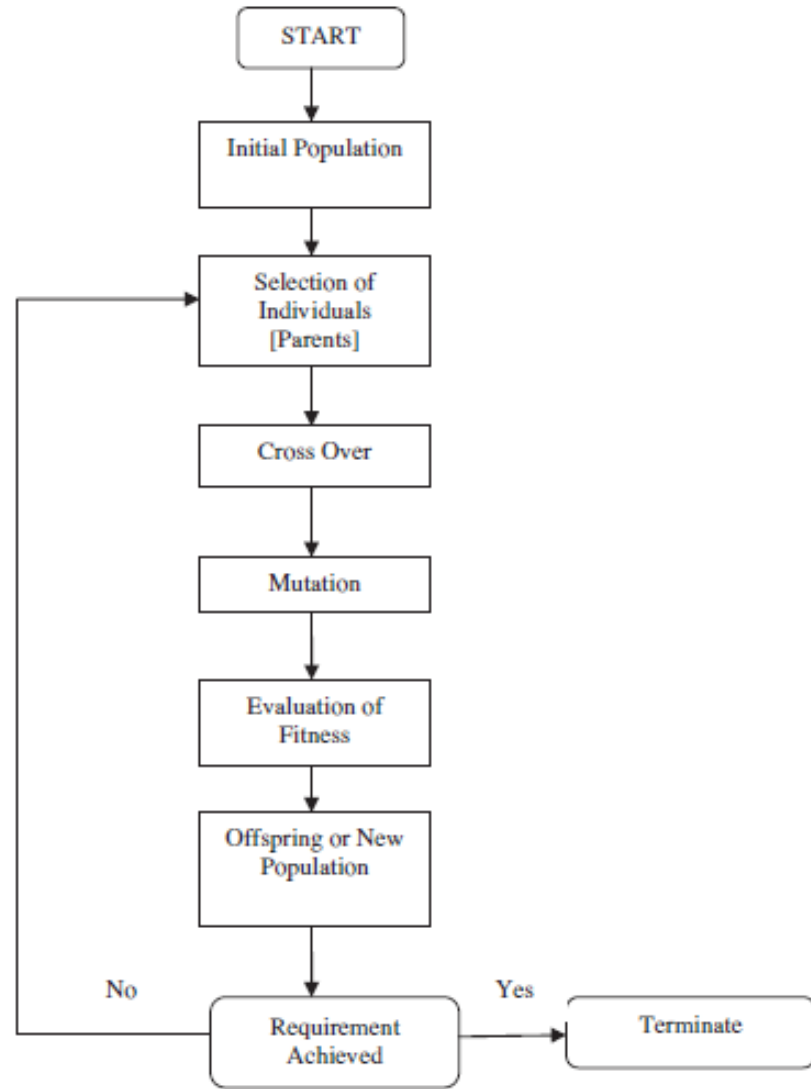 START
Initial Population
Selection of
Individuals
[Parents]
Cross Over
Mutation
Evaluation of
Fitness
Offspring or New
Population
No
Yes
Requirement
Achieved
Terminate